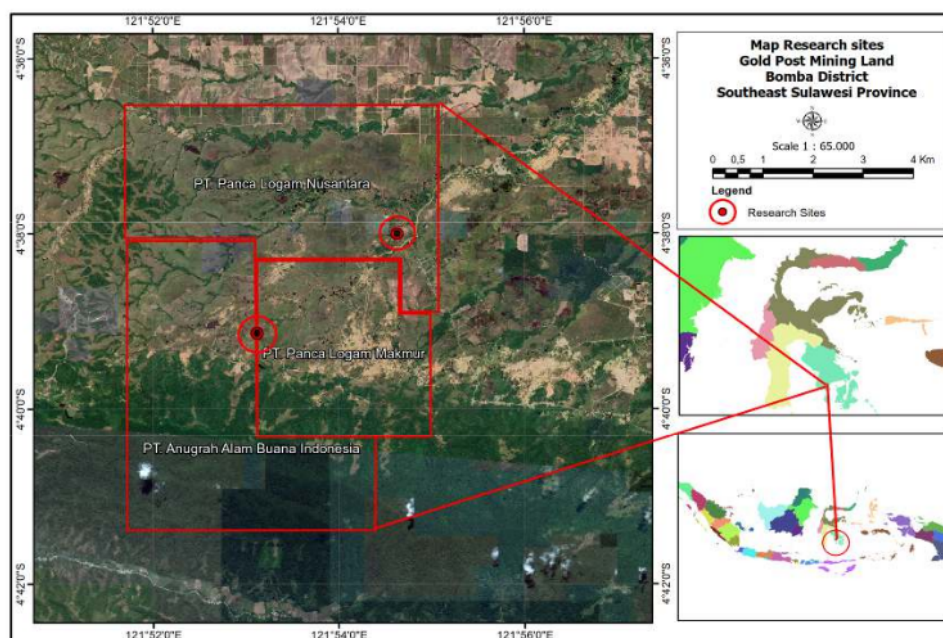 121°52'0"E
121°54'0"E
121°56'0"E
4°36'0"S
4°38'0"S
4°40'0"S
4°42'0"S
PT. Panca Logam Nusantara
PT. Panca Logam Makmur
PT. Anugrah Alam Buana Indonesia
4°36'0"S
4°38'0"S
4°40'0"S
4°42'0"S
121°52'0"E
121°54'0"E
121°56'0"E
Map Research sites
Gold Post Mining Land
Bomba District
Southeast Sulawesi Province
Scale 1 : 65.000
0 0,5 1 2 3 4 Km
Legend
Research Sites